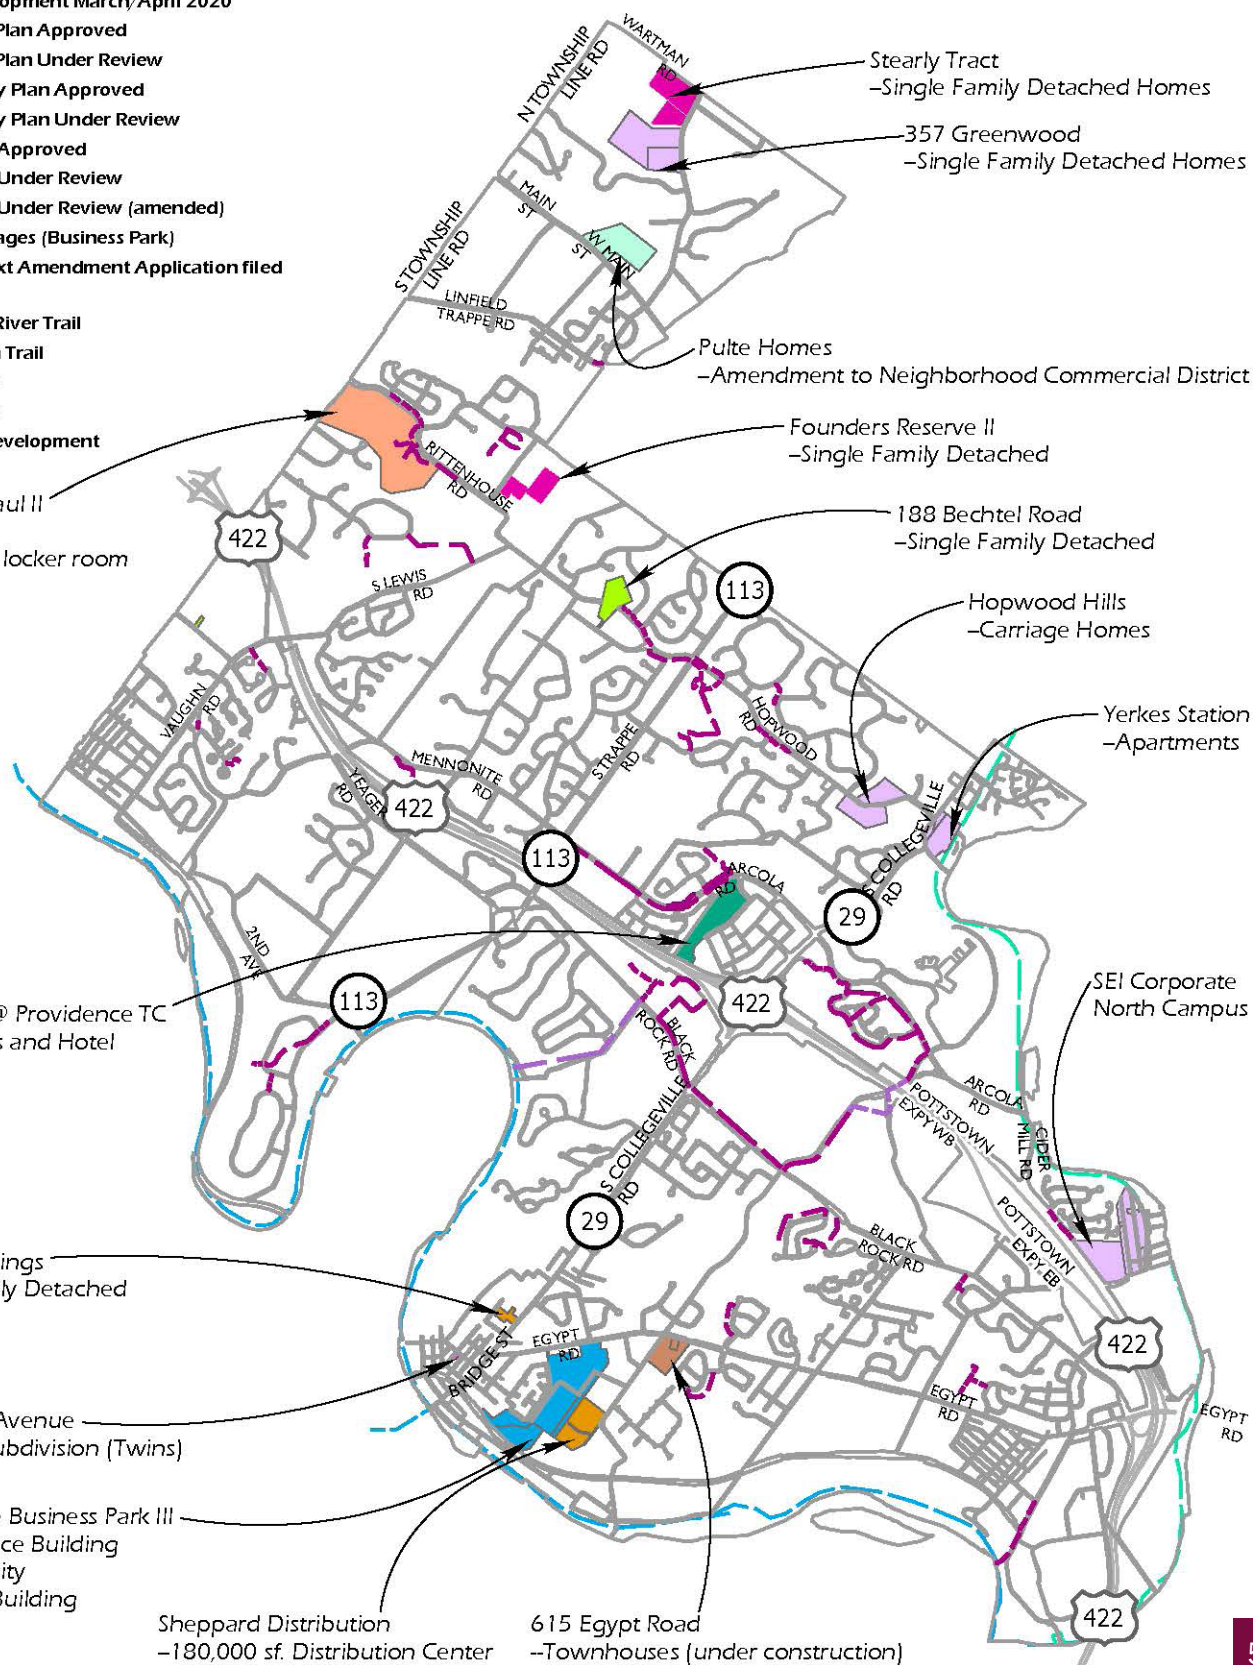 opment March/April 2020
Plan Approved
Plan Under Review
y Plan Approved
y Plan Under Review
Approved
Under Review
Under Review (amended)
ages (Business Park)
xt Amendment Application filed
River Trail
Trail
evelopment
WARTMAN
RD
N TOWNSHIP
LINE RD
Stearly Tract
–Single Family Detached Homes
357 Greenwood
–Single Family Detached Homes
MAIN
ST
W MAIN
ST
S TOWNSHIP
LINE RD
LINFIELD
TRAPPE RD
Pulte Homes
–Amendment to Neighborhood Commercial District
Founders Reserve II
–Single Family Detached
RITTENHOUSE
RD
aul II
locker room
422
188 Bechtel Road
–Single Family Detached
S LEWIS
RD
113
Hopwood Hills
–Carriage Homes
VAUGHN
RD
HOPWOOD
RD
Yerkes Station
–Apartments
STRAPPE
RD
MENNONITE
RD
YEAGER
RD
422
113
S COLLEGEVILLE
RD
29
ARCOLA
RD
2ND
AVE
113
@ Providence TC
s and Hotel
422
SEI Corporate
North Campus
BLACK
ROCK RD
ARCOLA
RD
POTTSTOWN
EXPY WB
CIDER
MILL RD
S COLLEGEVILLE
RD
29
POTTSTOWN
EXPY EB
BLACK
ROCK RD
ings
ly Detached
EGYPT
RD
BRIDGE ST
422
EGYPT
RD
EGYPT
RD
Avenue
ubdivision (Twins)
Business Park III
ce Building
ity
Building
Sheppard Distribution
–180,000 sf. Distribution Center
615 Egypt Road
--Townhouses (under construction)
422